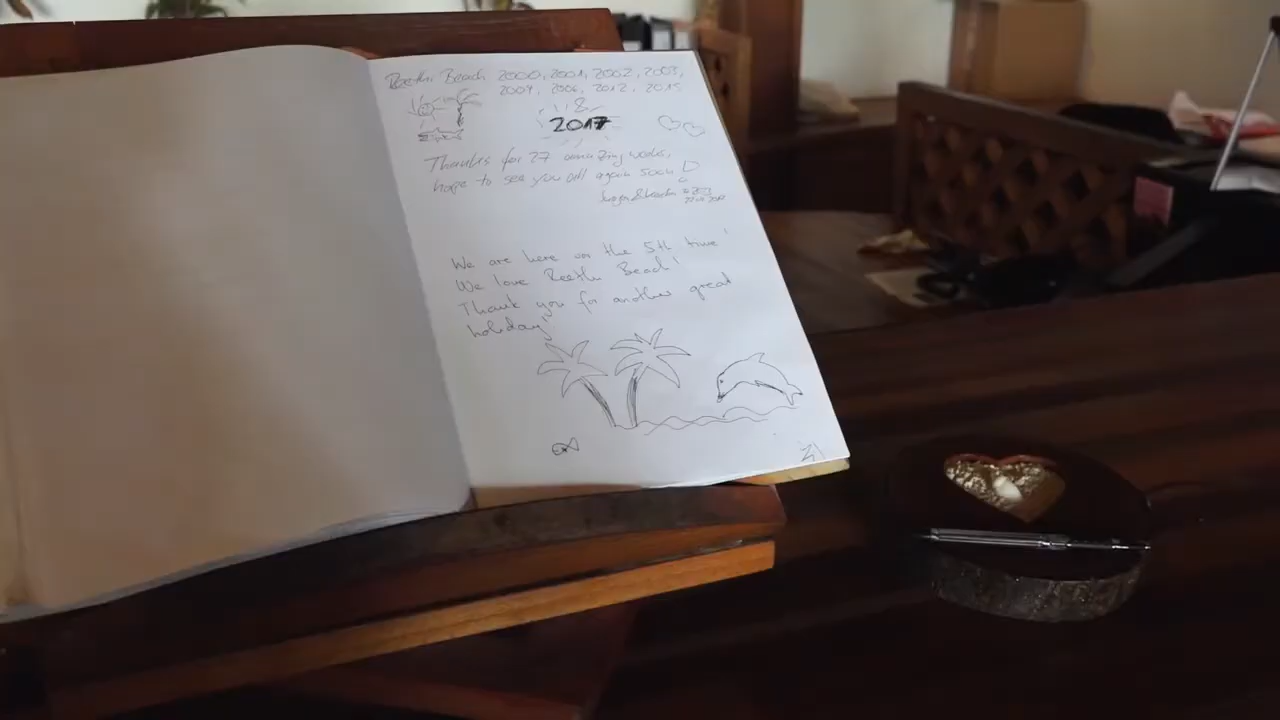 Reethi Beach 2000, 2001, 2002, 2003,
2004, 2006, 2012, 2015
2017
Thanks for 27 amazing weeks,
hope to see you all again soon
We are here for the 5th time!
We love Reethi Beach!
Thank you for another great
holiday!